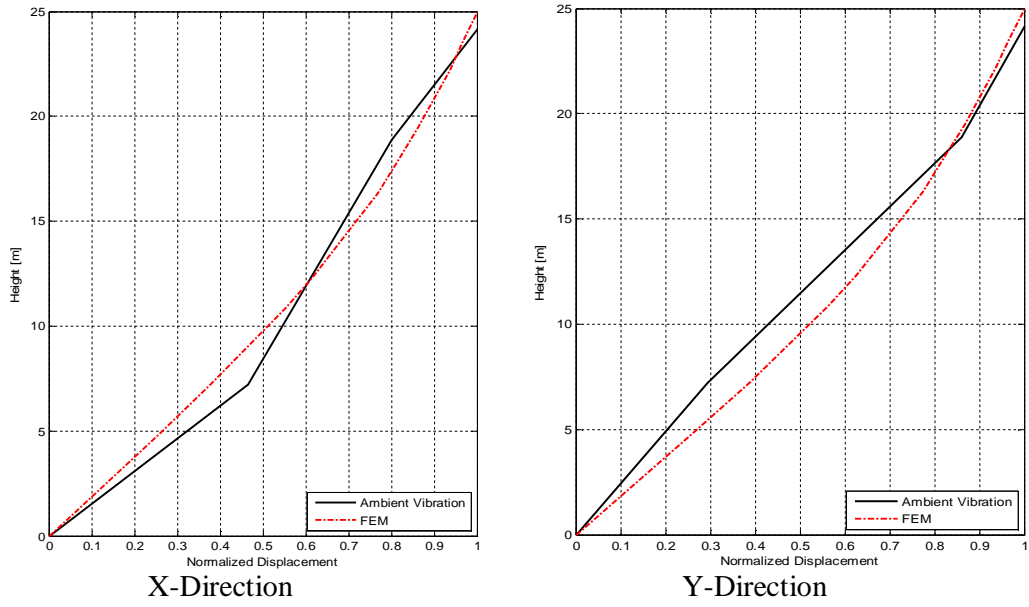 25
20
15
10
5
0
Height [m]
0 0.1 0.2 0.3 0.4 0.5 0.6 0.7 0.8 0.9 1
Normalized Displacement
Ambient Vibration
FEM
X-Direction
25
20
15
10
5
0
Height [m]
0 0.1 0.2 0.3 0.4 0.5 0.6 0.7 0.8 0.9 1
Normalized Displacement
Ambient Vibration
FEM
Y-Direction